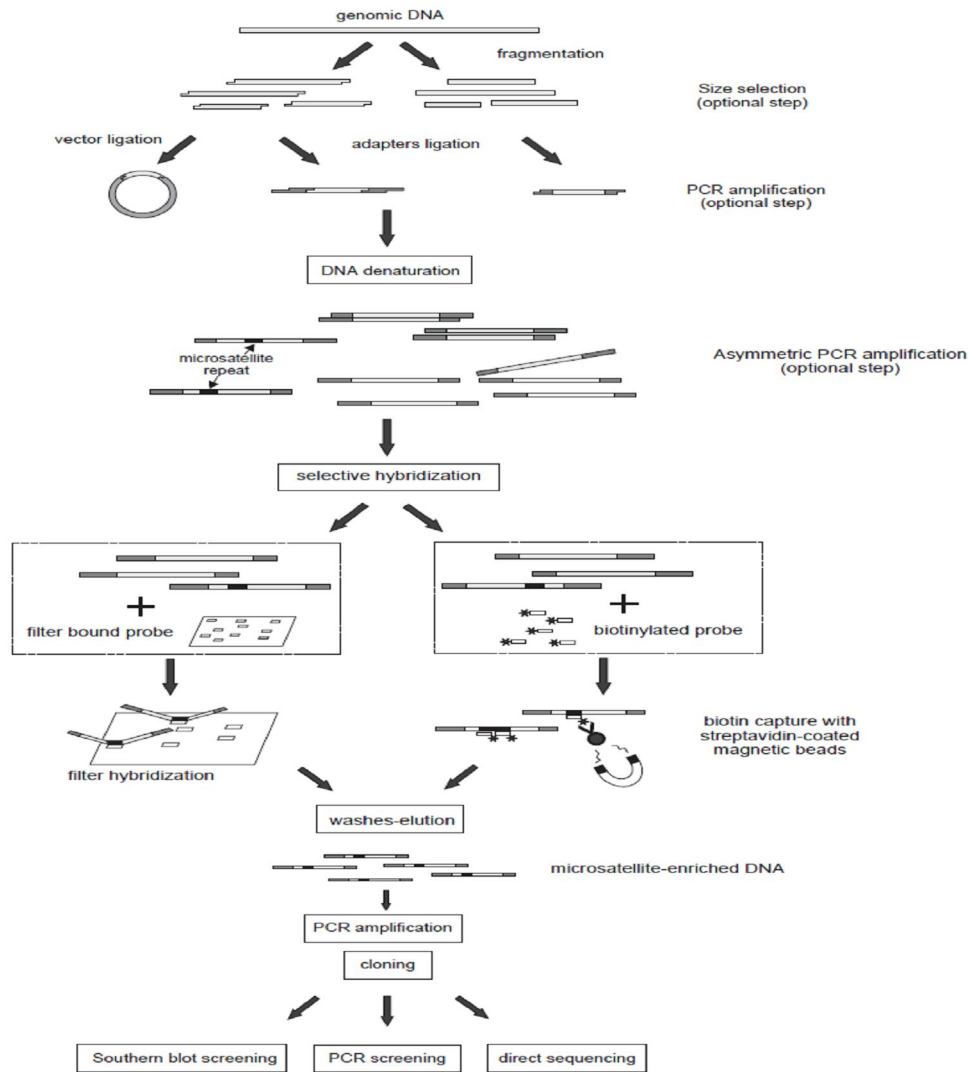 genomic DNA
fragmentation
Size selection
(optional step)
vector ligation
adapters ligation
PCR amplification
(optional step)
DNA denaturation
microsatellite
repeat
Asymmetric PCR amplification
(optional step)
selective hybridization
filter bound probe
biotinylated probe
filter hybridization
biotin capture with
streptavidin-coated
magnetic beads
washes-elution
microsatellite-enriched DNA
PCR amplification
cloning
Southern blot screening
PCR screening
direct sequencing